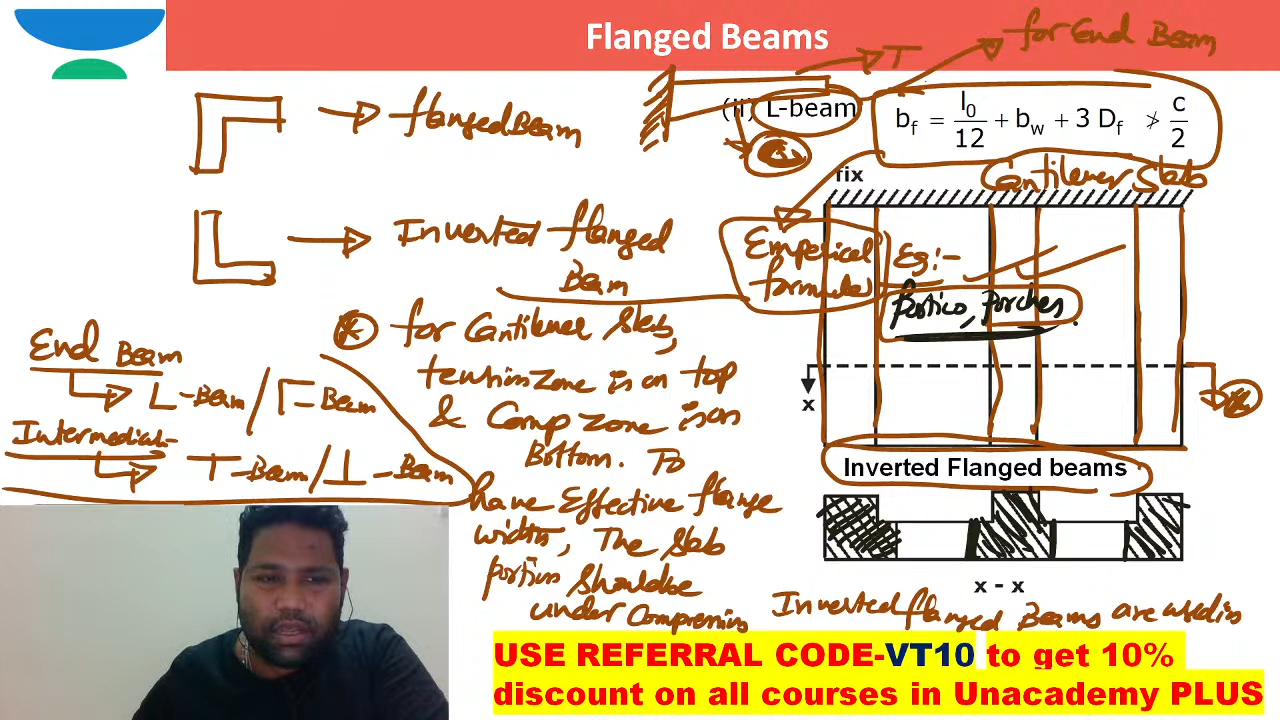 Flanged Beams
for End Beam
T
(ii) L-beam
b_f = l_0/12 + b_w + 3 D_f ≯ c/2
flanged Beam
C
fix
Cantilever Slab
Inverted flanged
Beam
Emperical
formula
Eg:-
Portico, Porches.
End Beam
L-Beam / Γ-Beam
Intermediate
T-Beam / ⊥-Beam
* for Cantilever Slab,
tension zone is on top
& Comp zone is on
Bottom. To
have Effective flange
width, The Slab
portion should be
under Compression
x
Inverted Flanged beams
x - x
Inverted flanged Beams are used in
USE REFERRAL CODE-VT10 to get 10%
discount on all courses in Unacademy PLUS